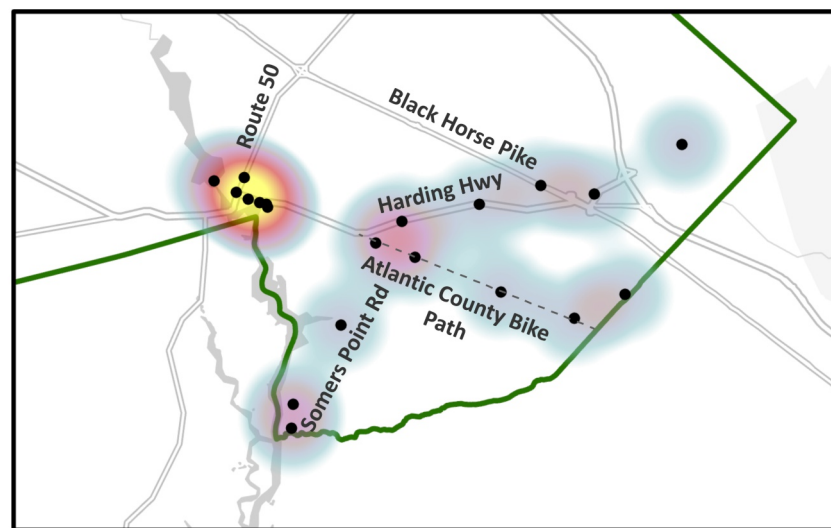 Route 50
Black Horse Pike
Harding Hwy
Atlantic County Bike
Path
Somers Point Rd